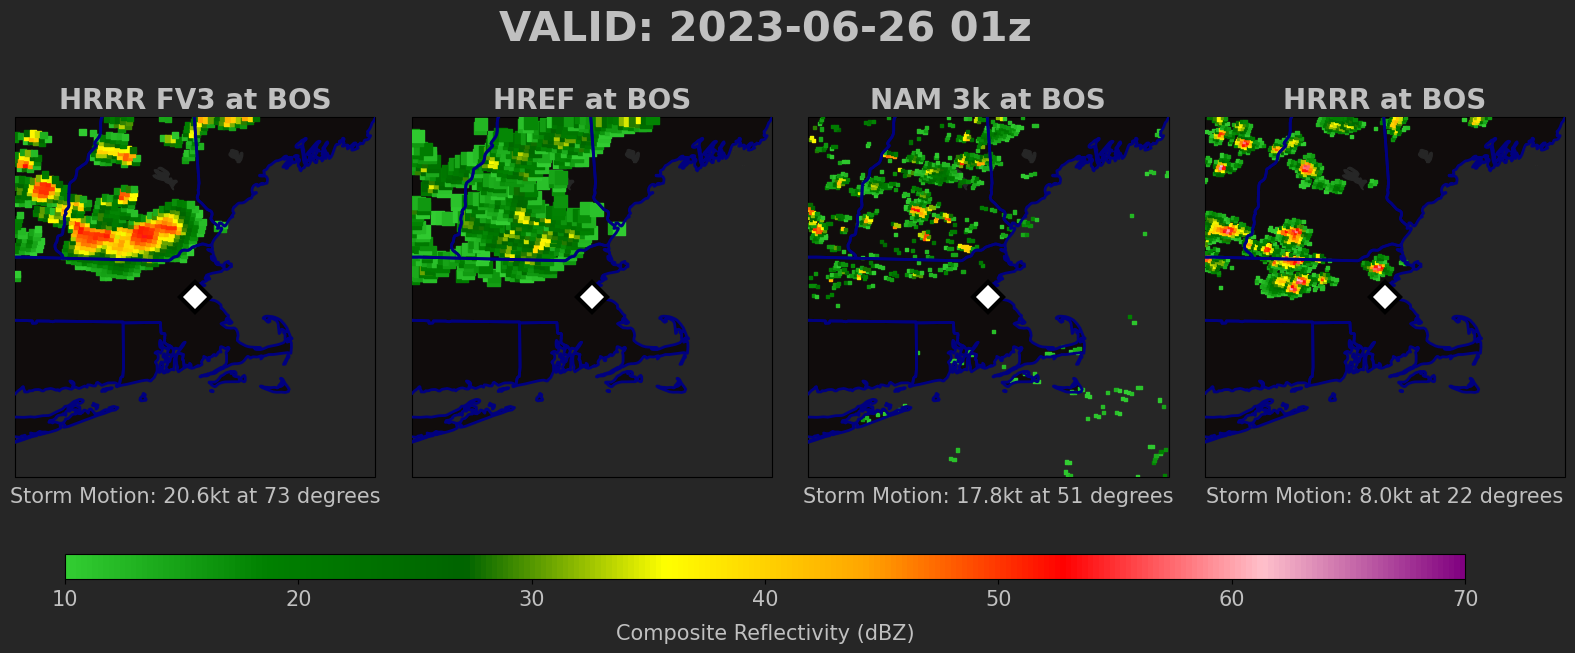 VALID: 2023-06-26 01z
HRRR FV3 at BOS
HREF at BOS
NAM 3k at BOS
HRRR at BOS
Storm Motion: 20.6kt at 73 degrees
Storm Motion: 17.8kt at 51 degrees
Storm Motion: 8.0kt at 22 degrees
10 20 30 40 50 60 70
Composite Reflectivity (dBZ)